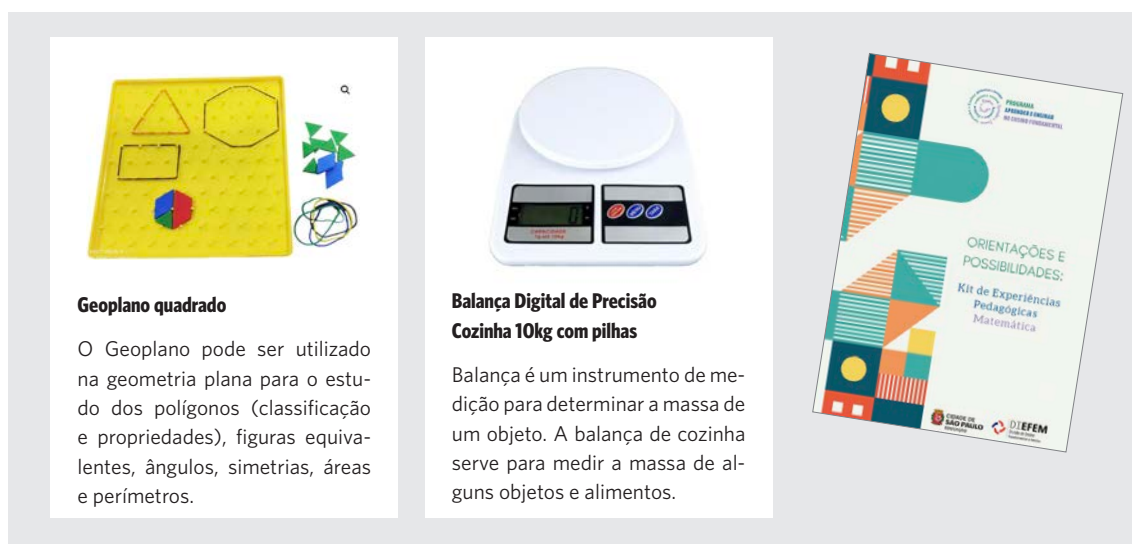 Geoplano quadrado
O Geoplano pode ser utilizado
na geometria plana para o estu-
do dos polígonos (classificação
e propriedades), figuras equiva-
lentes, ângulos, simetrias, áreas
e perímetros.
0
Balança Digital de Precisão
Cozinha 10kg com pilhas
Balança é um instrumento de me-
dição para determinar a massa de
um objeto. A balança de cozinha
serve para medir a massa de al-
guns objetos e alimentos.
PROGRAMA
APRENDER E ENSINAR
NO ENSINO FUNDAMENTAL
ORIENTAÇÕES E
POSSIBILIDADES:
Kit de Experiências
Pedagógicas
Matemática
CIDADE DE
SÃO PAULO
EDUCAÇÃO
DIEFEM